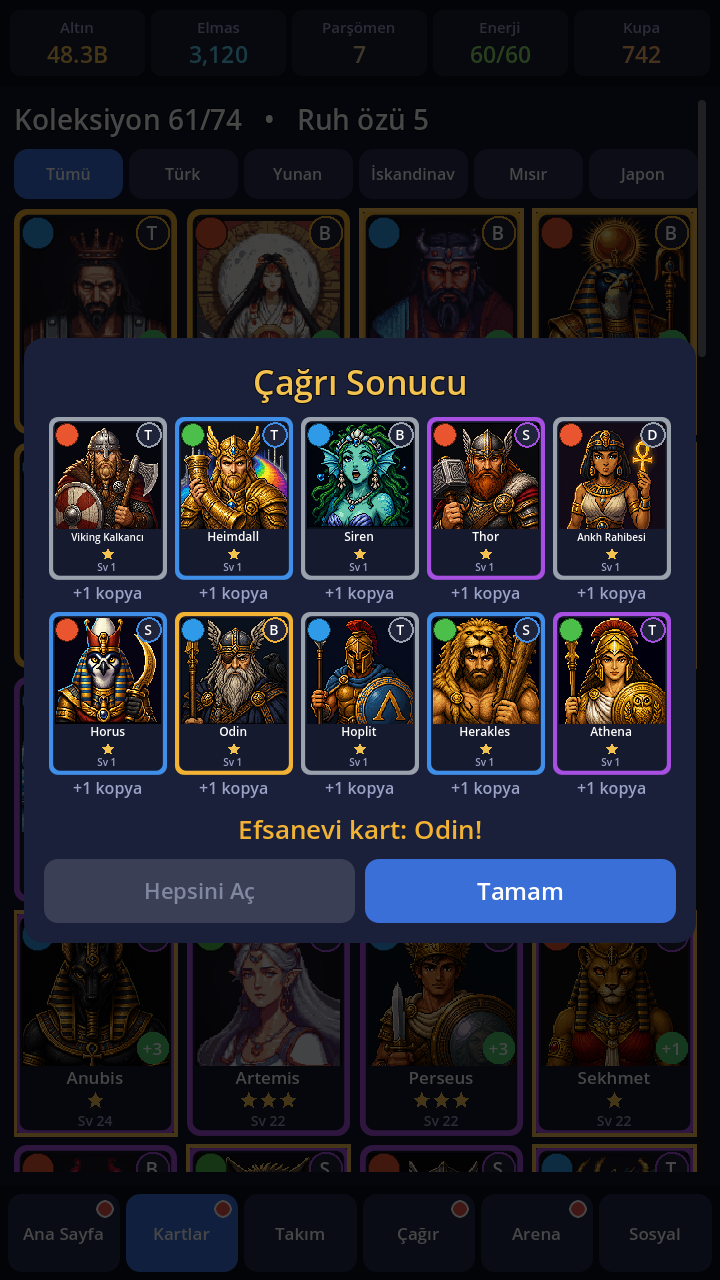 Altın Elmas Parşömen Enerji Kupa
48.3B 3,120 7 60/60 742
Koleksiyon 61/74 • Ruh özü 5
Tümü Türk Yunan İskandinav Mısır Japon
T B B B
Çağrı Sonucu
T T B S D
Viking Kalkancı Heimdall Siren Thor Ankh Rahibesi
Sv 1 Sv 1 Sv 1 Sv 1 Sv 1
+1 kopya +1 kopya +1 kopya +1 kopya +1 kopya
S B T S T
Horus Odin Hoplit Herakles Athena
Sv 1 Sv 1 Sv 1 Sv 1 Sv 1
+1 kopya +1 kopya +1 kopya +1 kopya +1 kopya
Efsanevi kart: Odin!
Hepsini Aç Tamam
+3 +3 +1
Anubis Artemis Perseus Sekhmet
Sv 24 Sv 22 Sv 22 Sv 22
B S S T
Ana Sayfa Kartlar Takım Çağır Arena Sosyal